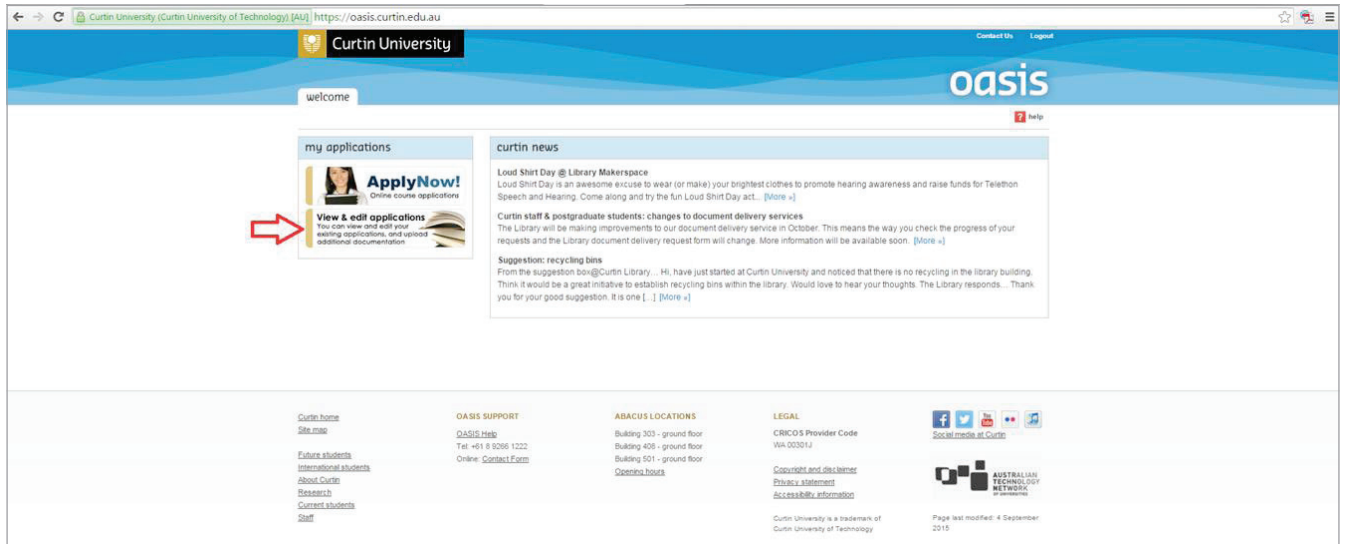 Curtin University (Curtin University of Technology) [AU] https://oasis.curtin.edu.au
Curtin University
Contact Us Logout
oasis
welcome
? help
my applications
ApplyNow!
Online course applications
View & edit applications
You can view and edit your
existing applications, and upload
additional documentation
curtin news
Loud Shirt Day @ Library Makerspace
Loud Shirt Day is an awesome excuse to wear (or make) your brightest clothes to promote hearing awareness and raise funds for Telethon
Speech and Hearing. Come along and try the fun Loud Shirt Day act... [More »]
Curtin staff & postgraduate students: changes to document delivery services
The Library will be making improvements to our document delivery service in October. This means the way you check the progress of your
requests and the Library document delivery request form will change. More information will be available soon. [More »]
Suggestion: recycling bins
From the suggestion box@Curtin Library… Hi, have just started at Curtin University and noticed that there is no recycling in the library building.
Think it would be a great initiative to establish recycling bins within the library. Would love to hear your thoughts. The Library responds… Thank
you for your good suggestion. It is one […] [More »]
Curtin home
Site map
Future students
International students
About Curtin
Research
Current students
Staff
OASIS SUPPORT
OASIS Help
Tel: +61 8 9266 1222
Online: Contact Form
ABACUS LOCATIONS
Building 303 - ground floor
Building 408 - ground floor
Building 501 - ground floor
Opening hours
LEGAL
CRICOS Provider Code
WA 00301J
Copyright and disclaimer
Privacy statement
Accessibility information
Curtin University is a trademark of
Curtin University of Technology
You Tube
Social media at Curtin
AUSTRALIAN
TECHNOLOGY
NETWORK
OF UNIVERSITIES
Page last modified: 4 September
2015